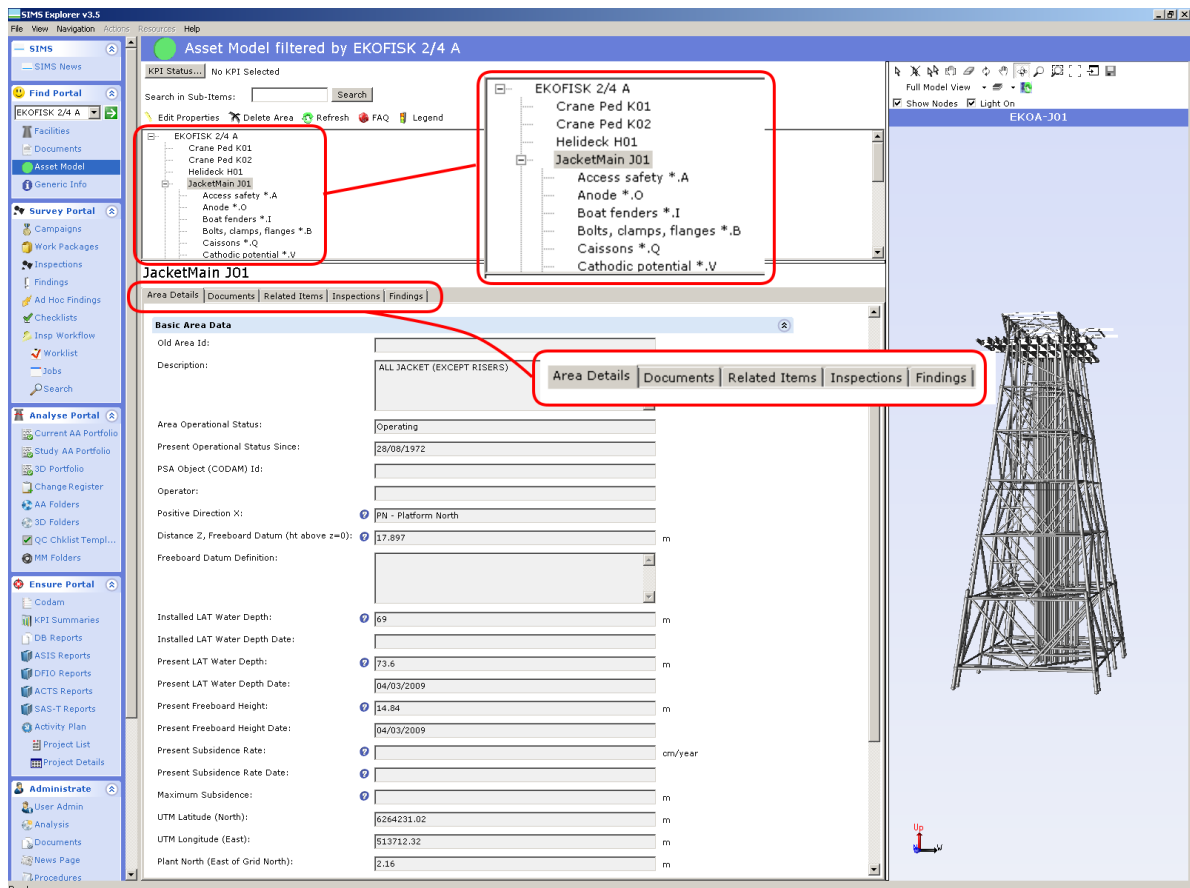 SIMS Explorer v3.5
File View Navigation Actions Resources Help
SIMS
SIMS News
Find Portal
EKOFISK 2/4 A
Facilities
Documents
Asset Model
Generic Info
Survey Portal
Campaigns
Work Packages
Inspections
Findings
Ad Hoc Findings
Checklists
Insp Workflow
Worklist
Jobs
Search
Analyse Portal
Current AA Portfolio
Study AA Portfolio
3D Portfolio
Change Register
AA Folders
3D Folders
QC Chklist Templ...
MM Folders
Ensure Portal
Codam
KPI Summaries
DB Reports
ASIS Reports
DFIO Reports
ACTS Reports
SAS-T Reports
Activity Plan
Project List
Project Details
Administrate
User Admin
Analysis
Documents
News Page
Procedures
Asset Model filtered by EKOFISK 2/4 A
KPI Status... No KPI Selected
Search in Sub-Items: Search
Edit Properties Delete Area Refresh FAQ Legend
EKOFISK 2/4 A
Crane Ped K01
Crane Ped K02
Helideck H01
JacketMain J01
Access safety *.A
Anode *.O
Boat fenders *.I
Bolts, clamps, flanges *.B
Caissons *.Q
Cathodic potential *.V
EKOFISK 2/4 A
Crane Ped K01
Crane Ped K02
Helideck H01
JacketMain J01
Access safety *.A
Anode *.O
Boat fenders *.I
Bolts, clamps, flanges *.B
Caissons *.Q
Cathodic potential *.V
JacketMain J01
Area Details Documents Related Items Inspections Findings
Area Details Documents Related Items Inspections Findings
Basic Area Data
Old Area Id:
Description: ALL JACKET (EXCEPT RISERS)
Area Operational Status: Operating
Present Operational Status Since: 28/08/1972
PSA Object (CODAM) Id:
Operator:
Positive Direction X: PN - Platform North
Distance Z, Freeboard Datum (ht above z=0): 17.897 m
Freeboard Datum Definition:
Installed LAT Water Depth: 69 m
Installed LAT Water Depth Date:
Present LAT Water Depth: 73.6 m
Present LAT Water Depth Date: 04/03/2009
Present Freeboard Height: 14.84 m
Present Freeboard Height Date: 04/03/2009
Present Subsidence Rate: cm/year
Present Subsidence Rate Date:
Maximum Subsidence: m
UTM Latitude (North): 6264231.02 m
UTM Longitude (East): 513712.32 m
Plant North (East of Grid North): 2.16 m
Full Model View
Show Nodes Light On
EKOA-J01
Up
W